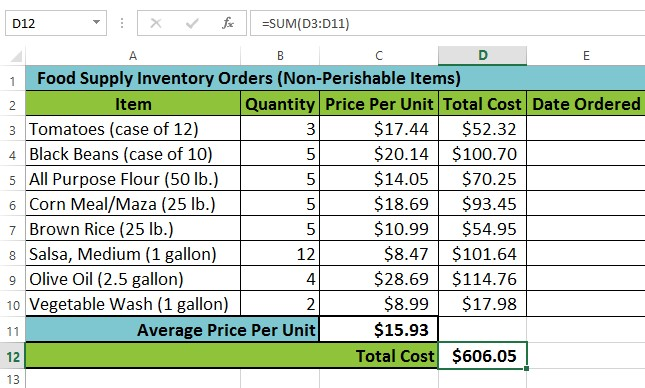 D12 fx =SUM(D3:D11)
A B C D E
1 Food Supply Inventory Orders (Non-Perishable Items)
2 Item Quantity Price Per Unit Total Cost Date Ordered
3 Tomatoes (case of 12) 3 $17.44 $52.32
4 Black Beans (case of 10) 5 $20.14 $100.70
5 All Purpose Flour (50 lb.) 5 $14.05 $70.25
6 Corn Meal/Maza (25 lb.) 5 $18.69 $93.45
7 Brown Rice (25 lb.) 5 $10.99 $54.95
8 Salsa, Medium (1 gallon) 12 $8.47 $101.64
9 Olive Oil (2.5 gallon) 4 $28.69 $114.76
10 Vegetable Wash (1 gallon) 2 $8.99 $17.98
11 Average Price Per Unit $15.93
12 Total Cost $606.05
13